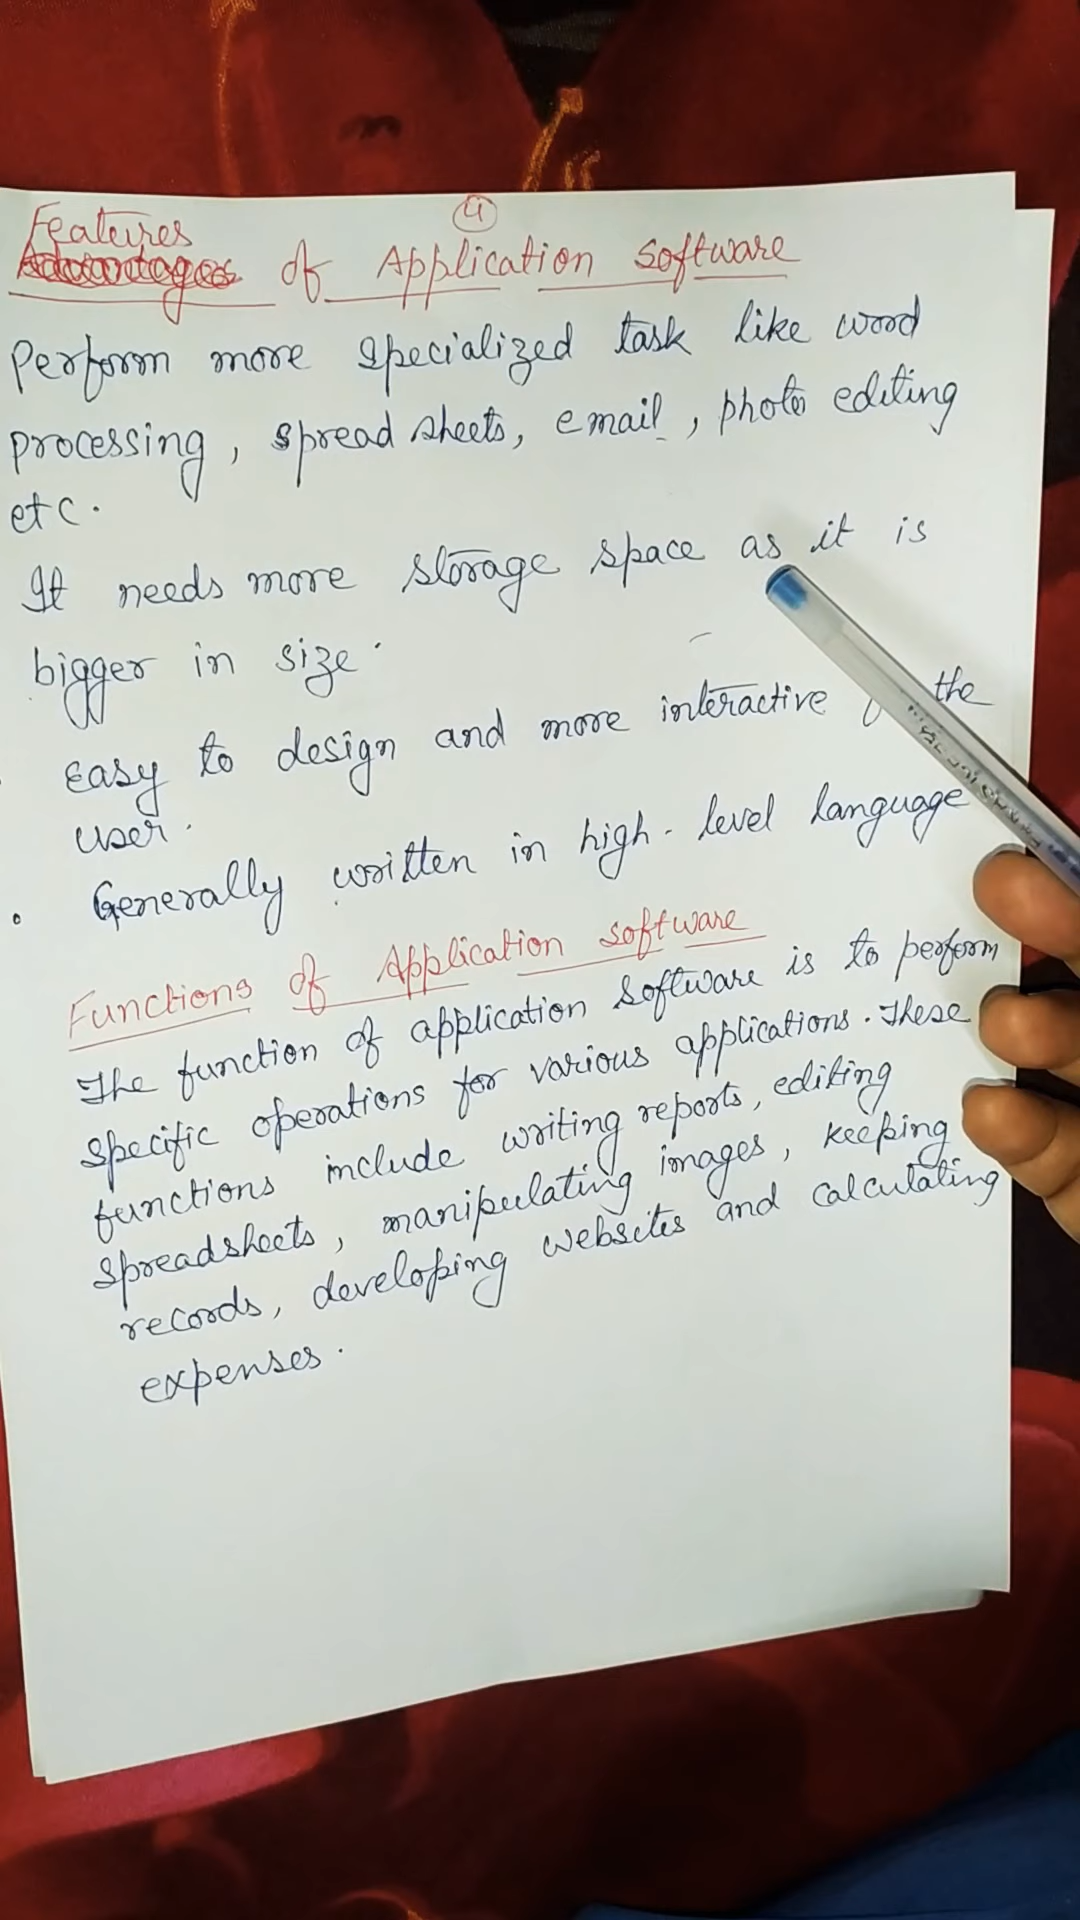 4
Features
Advantages of Application Software
Perform more specialized task like word
processing, spread sheets, email, photo editing
etc.
It needs more storage space as it is
bigger in size.
Easy to design and more interactive the
user.
• Generally written in high-level language
Functions of Application software
The function of application software is to perform
specific operations for various applications. These
functions include writing reports, editing
spreadsheets, manipulating images, keeping
records, developing websites and calculating
expenses.